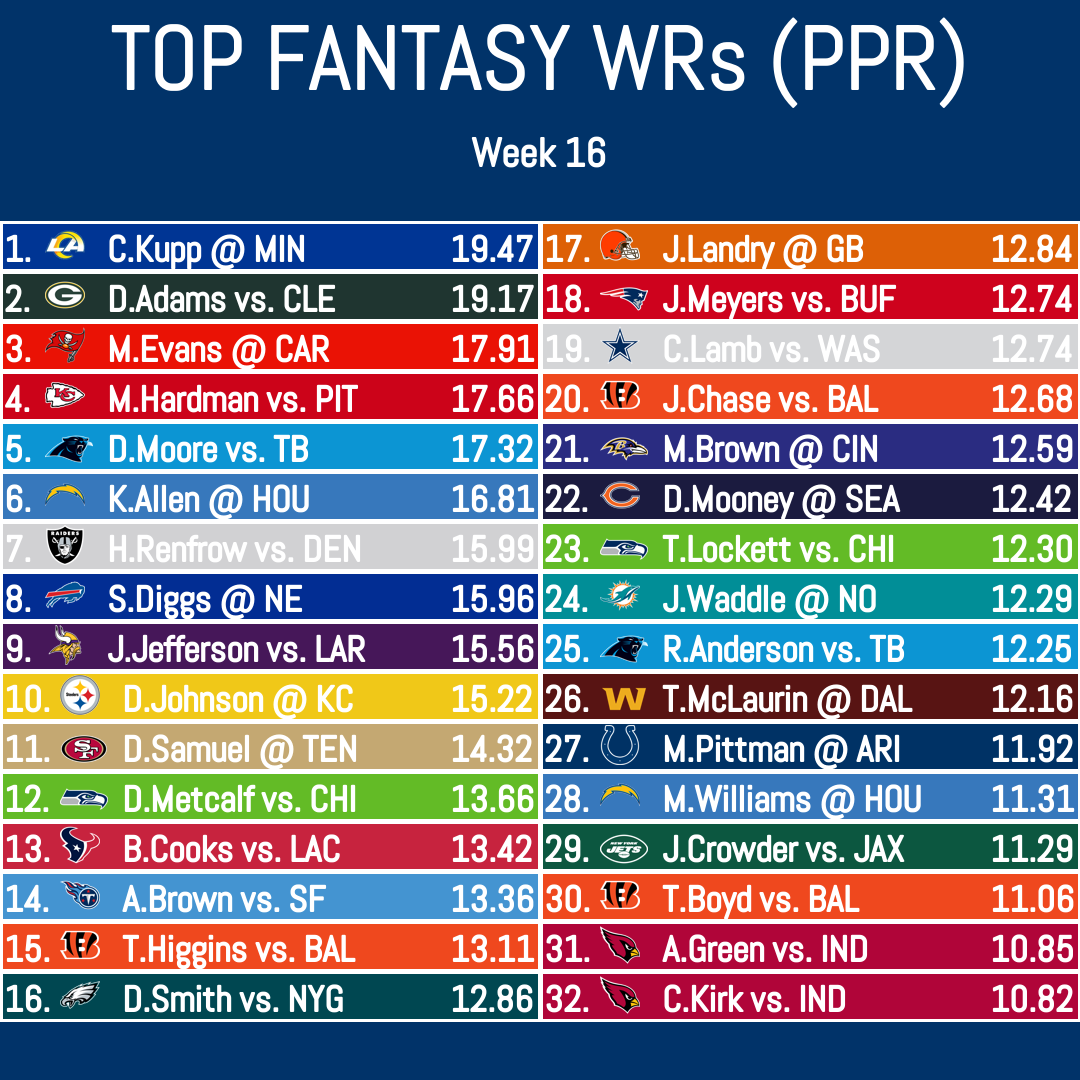 TOP FANTASY WRs (PPR)
Week 16
1. C.Kupp @ MIN 19.47
2. D.Adams vs. CLE 19.17
3. M.Evans @ CAR 17.91
4. M.Hardman vs. PIT 17.66
5. D.Moore vs. TB 17.32
6. K.Allen @ HOU 16.81
7. H.Renfrow vs. DEN 15.99
8. S.Diggs @ NE 15.96
9. J.Jefferson vs. LAR 15.56
10. D.Johnson @ KC 15.22
11. D.Samuel @ TEN 14.32
12. D.Metcalf vs. CHI 13.66
13. B.Cooks vs. LAC 13.42
14. A.Brown vs. SF 13.36
15. T.Higgins vs. BAL 13.11
16. D.Smith vs. NYG 12.86
17. J.Landry @ GB 12.84
18. J.Meyers vs. BUF 12.74
19. C.Lamb vs. WAS 12.74
20. J.Chase vs. BAL 12.68
21. M.Brown @ CIN 12.59
22. D.Mooney @ SEA 12.42
23. T.Lockett vs. CHI 12.30
24. J.Waddle @ NO 12.29
25. R.Anderson vs. TB 12.25
26. T.McLaurin @ DAL 12.16
27. M.Pittman @ ARI 11.92
28. M.Williams @ HOU 11.31
29. J.Crowder vs. JAX 11.29
30. T.Boyd vs. BAL 11.06
31. A.Green vs. IND 10.85
32. C.Kirk vs. IND 10.82